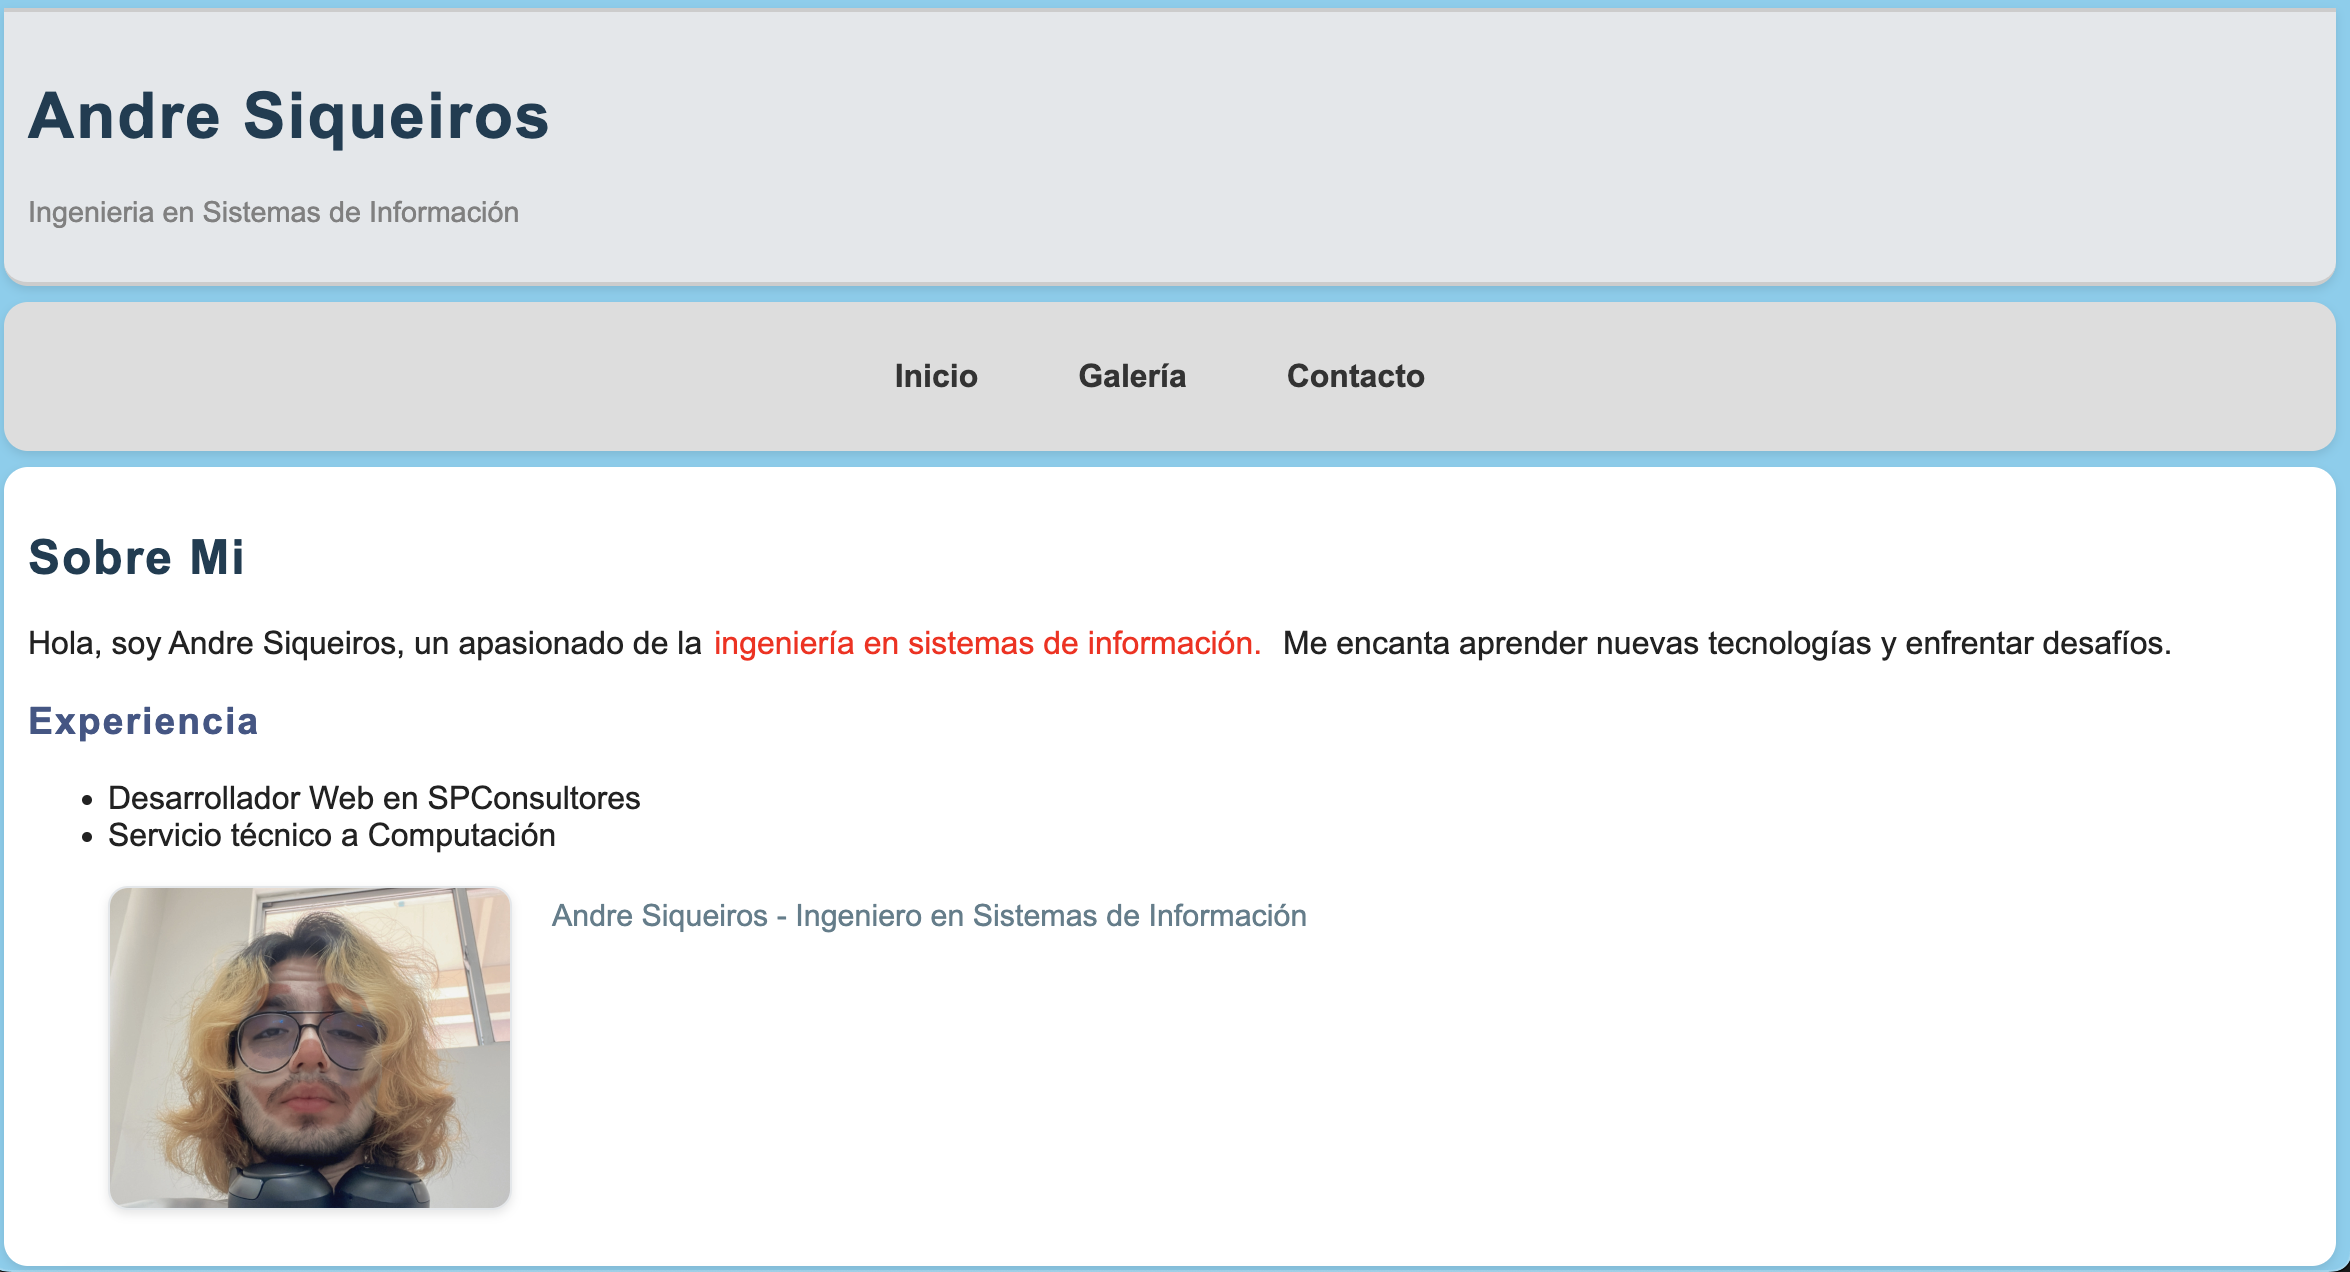 Andre Siqueiros
Ingenieria en Sistemas de Información
Inicio Galería Contacto
Sobre Mi
Hola, soy Andre Siqueiros, un apasionado de la ingeniería en sistemas de información. Me encanta aprender nuevas tecnologías y enfrentar desafíos.
Experiencia
Desarrollador Web en SPConsultores
Servicio técnico a Computación
Andre Siqueiros - Ingeniero en Sistemas de Información